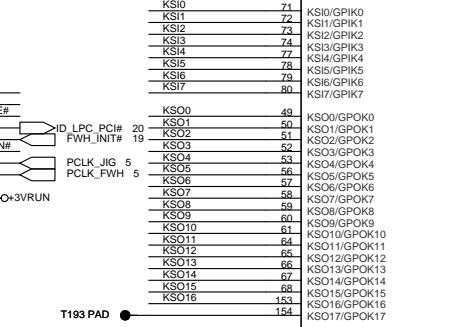 KSI0 71 KSI0/GPIK0
KSI1 72 KSI1/GPIK1
KSI2 73 KSI2/GPIK2
KSI3 74 KSI3/GPIK3
KSI4 77 KSI4/GPIK4
KSI5 78 KSI5/GPIK5
KSI6 79 KSI6/GPIK6
KSI7 80 KSI7/GPIK7
E#
KSO0 49 KSO0/GPOK0
ID_LPC_PCI# 20 KSO1 50 KSO1/GPOK1
FWH_INIT# 19 KSO2 51 KSO2/GPOK2
N# KSO3 52 KSO3/GPOK3
PCLK_JIG 5 KSO4 53 KSO4/GPOK4
PCLK_FWH 5 KSO5 56 KSO5/GPOK5
KSO6 57 KSO6/GPOK6
+3VRUN KSO7 58 KSO7/GPOK7
KSO8 59 KSO8/GPOK8
KSO9 60 KSO9/GPOK9
KSO10 61 KSO10/GPOK10
KSO11 64 KSO11/GPOK11
KSO12 65 KSO12/GPOK12
KSO13 66 KSO13/GPOK13
KSO14 67 KSO14/GPOK14
KSO15 68 KSO15/GPOK15
KSO16 153 KSO16/GPOK16
T193 PAD 154 KSO17/GPOK17